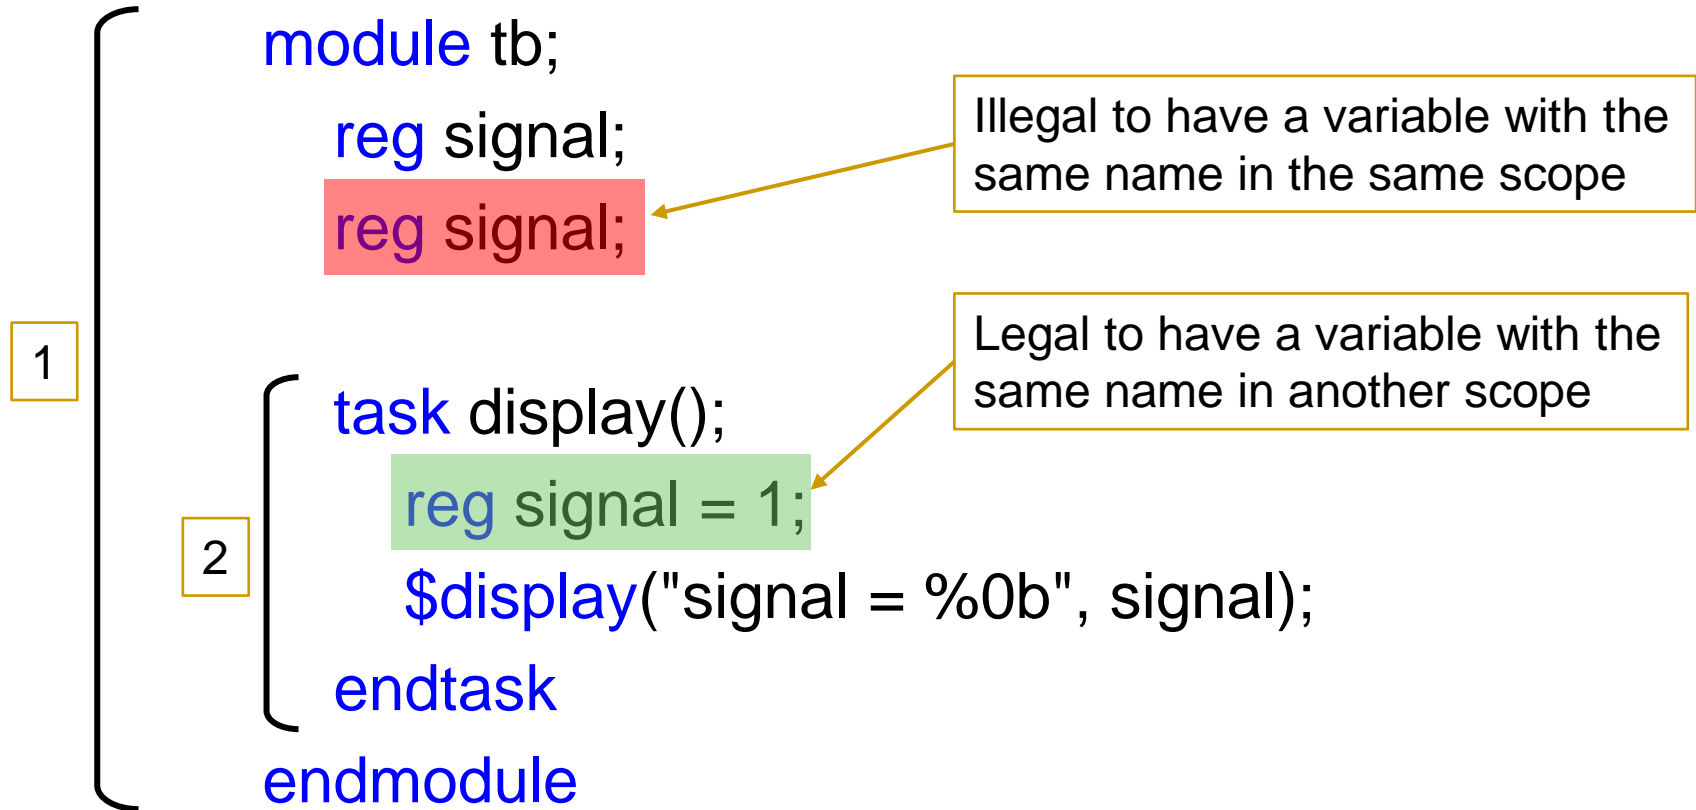 module tb;
reg signal;
reg signal;
Illegal to have a variable with the
same name in the same scope
1
Legal to have a variable with the
same name in another scope
task display();
reg signal = 1;
2
$display("signal = %0b", signal);
endtask
endmodule